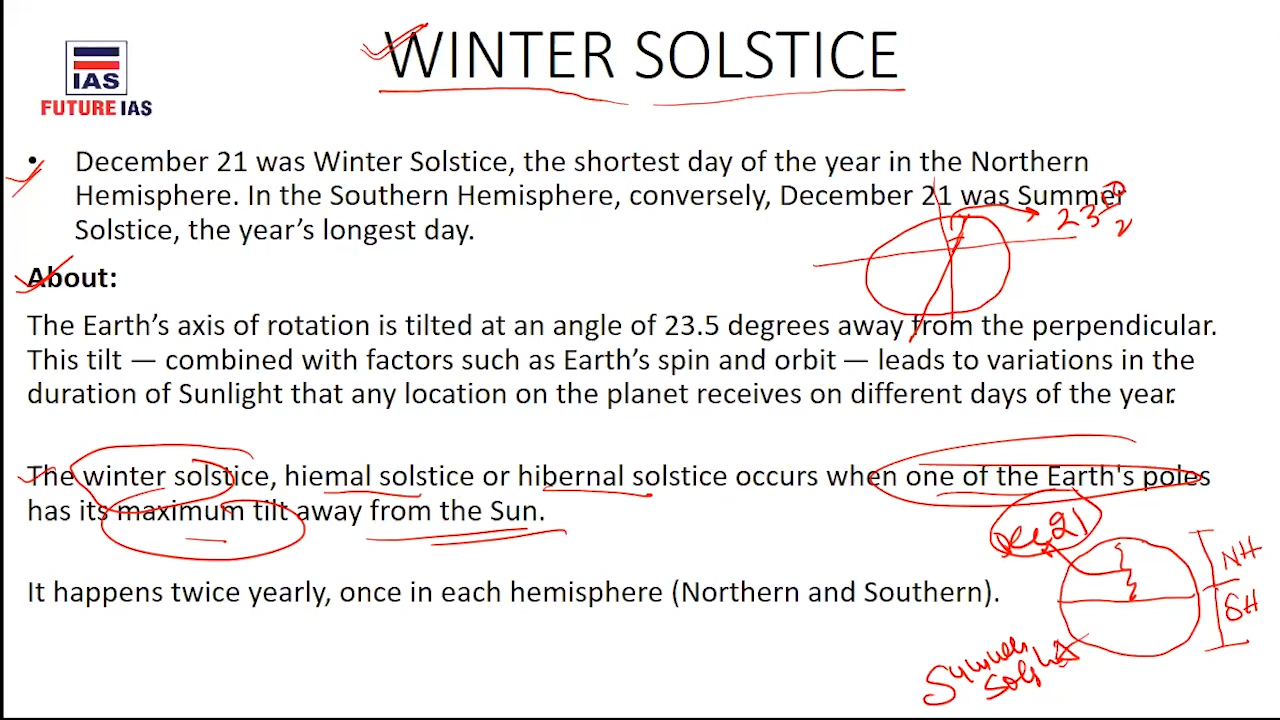 WINTER SOLSTICE
IAS
FUTURE IAS
• December 21 was Winter Solstice, the shortest day of the year in the Northern
Hemisphere. In the Southern Hemisphere, conversely, December 21 was Summer
Solstice, the year’s longest day.
23
2
About:
The Earth’s axis of rotation is tilted at an angle of 23.5 degrees away from the perpendicular.
This tilt — combined with factors such as Earth’s spin and orbit — leads to variations in the
duration of Sunlight that any location on the planet receives on different days of the year.
The winter solstice, hiemal solstice or hibernal solstice occurs when one of the Earth's poles
has its maximum tilt away from the Sun.
Dec 21
NH
It happens twice yearly, once in each hemisphere (Northern and Southern).
SH
Summer